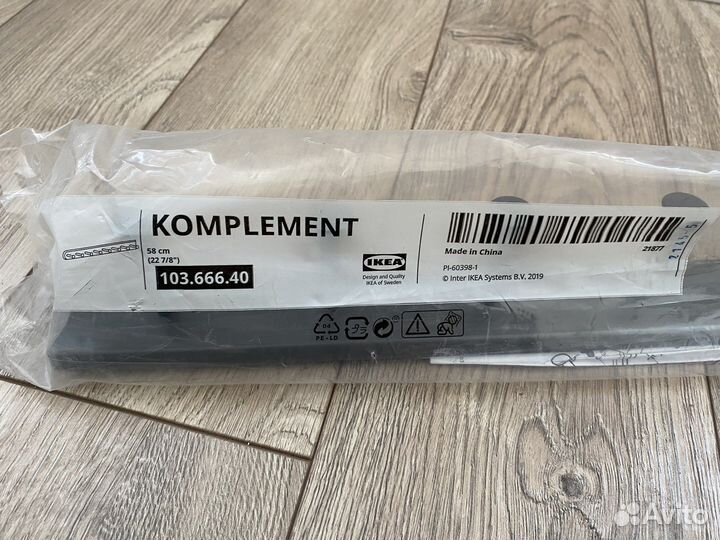 KOMPLEMENT
58 cm
(22 7/8")
103.666.40
IKEA
Design and Quality
IKEA of Sweden
Made in China
21877
PI-60398-1
© Inter IKEA Systems B.V. 2019
04
PE-LD
Avito